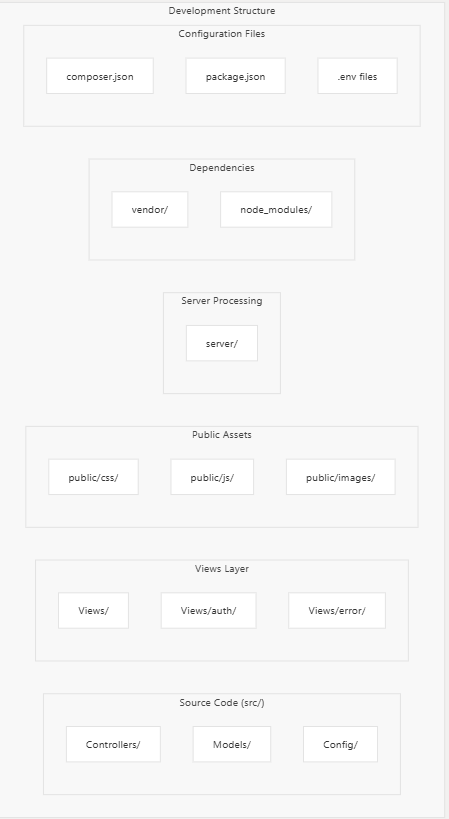 Development Structure
Configuration Files
composer.json package.json .env files
Dependencies
vendor/ node_modules/
Server Processing
server/
Public Assets
public/css/ public/js/ public/images/
Views Layer
Views/ Views/auth/ Views/error/
Source Code (src/)
Controllers/ Models/ Config/